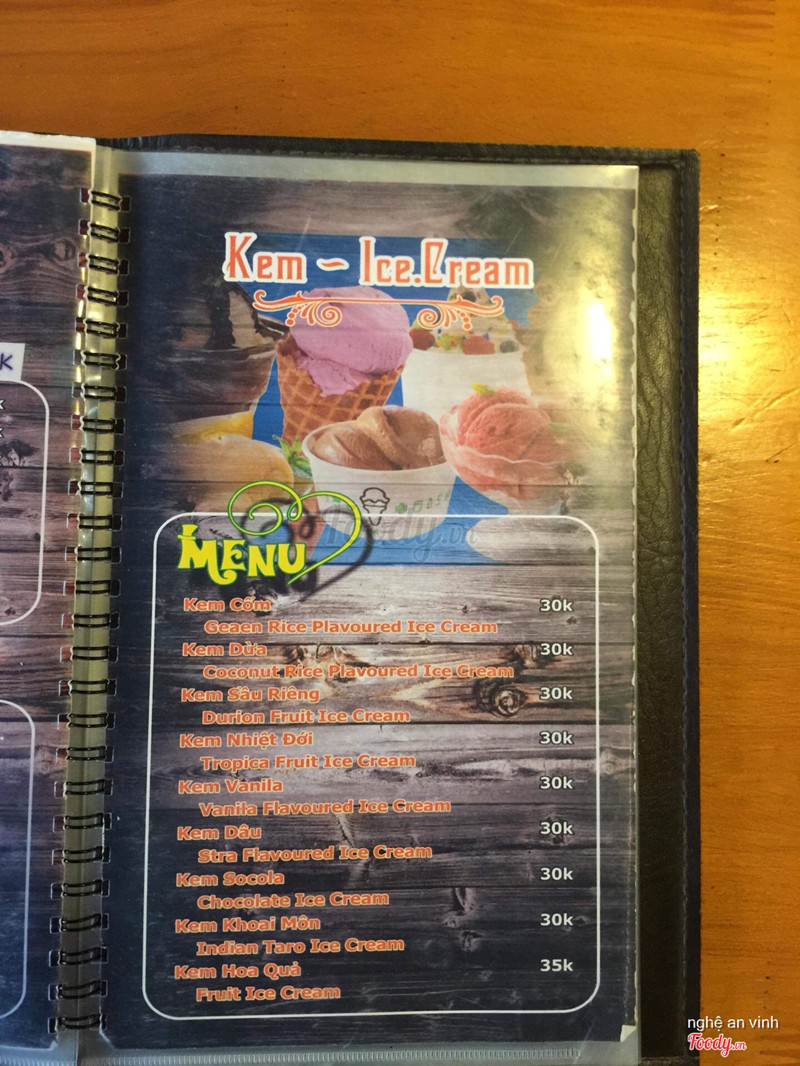 Kem ~ Ice.Cream
MENU
Kem Cốm 30k
Geaen Rice Plavoured Ice Cream
Kem Dừa 30k
Coconut Rice Plavoured Ice Cream
Kem Sầu Riêng 30k
Durion Fruit Ice Cream
Kem Nhiệt Đới 30k
Tropica Fruit Ice Cream
Kem Vanila 30k
Vanila Flavoured Ice Cream
Kem Dâu 30k
Stra Flavoured Ice Cream
Kem Socola 30k
Chocolate Ice Cream
Kem Khoai Môn 30k
Indian Taro Ice Cream
Kem Hoa Quả 35k
Fruit Ice Cream
K
Foody.vn
nghệ an vinh
Foody.vn